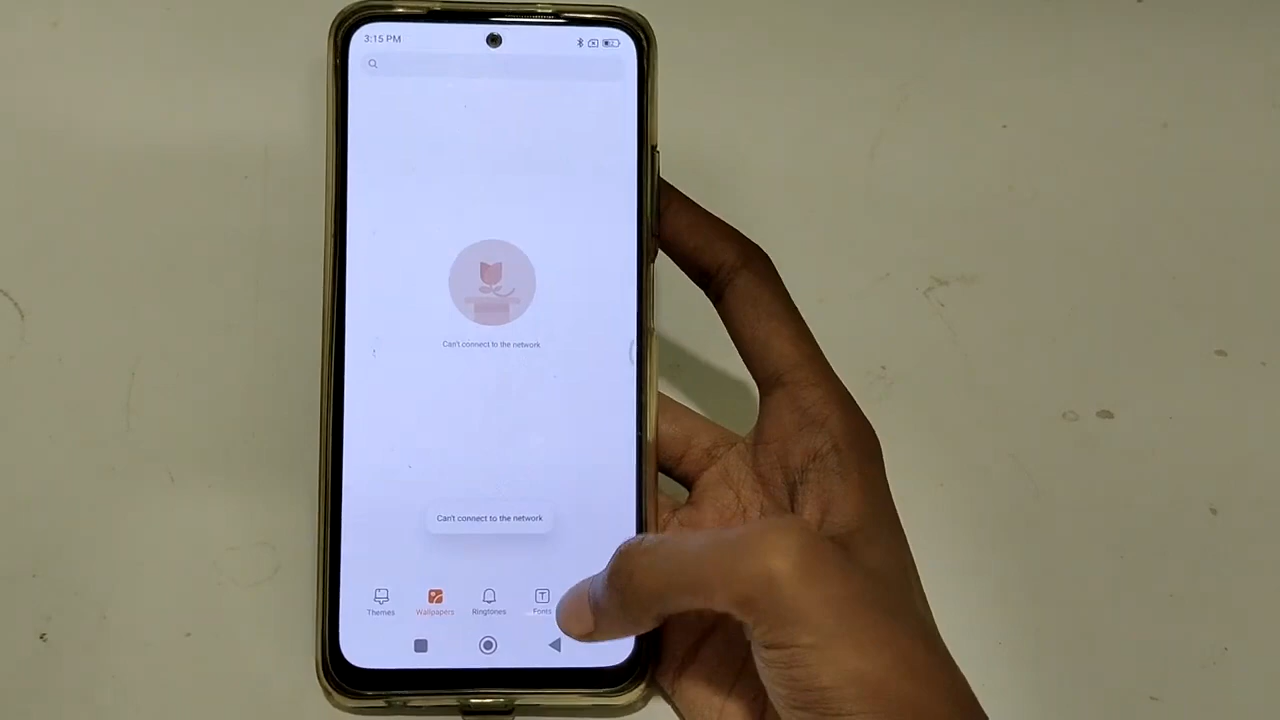 3:15 PM
Can't connect to the network
Can't connect to the network
Themes
Wallpapers
Ringtones
Fonts